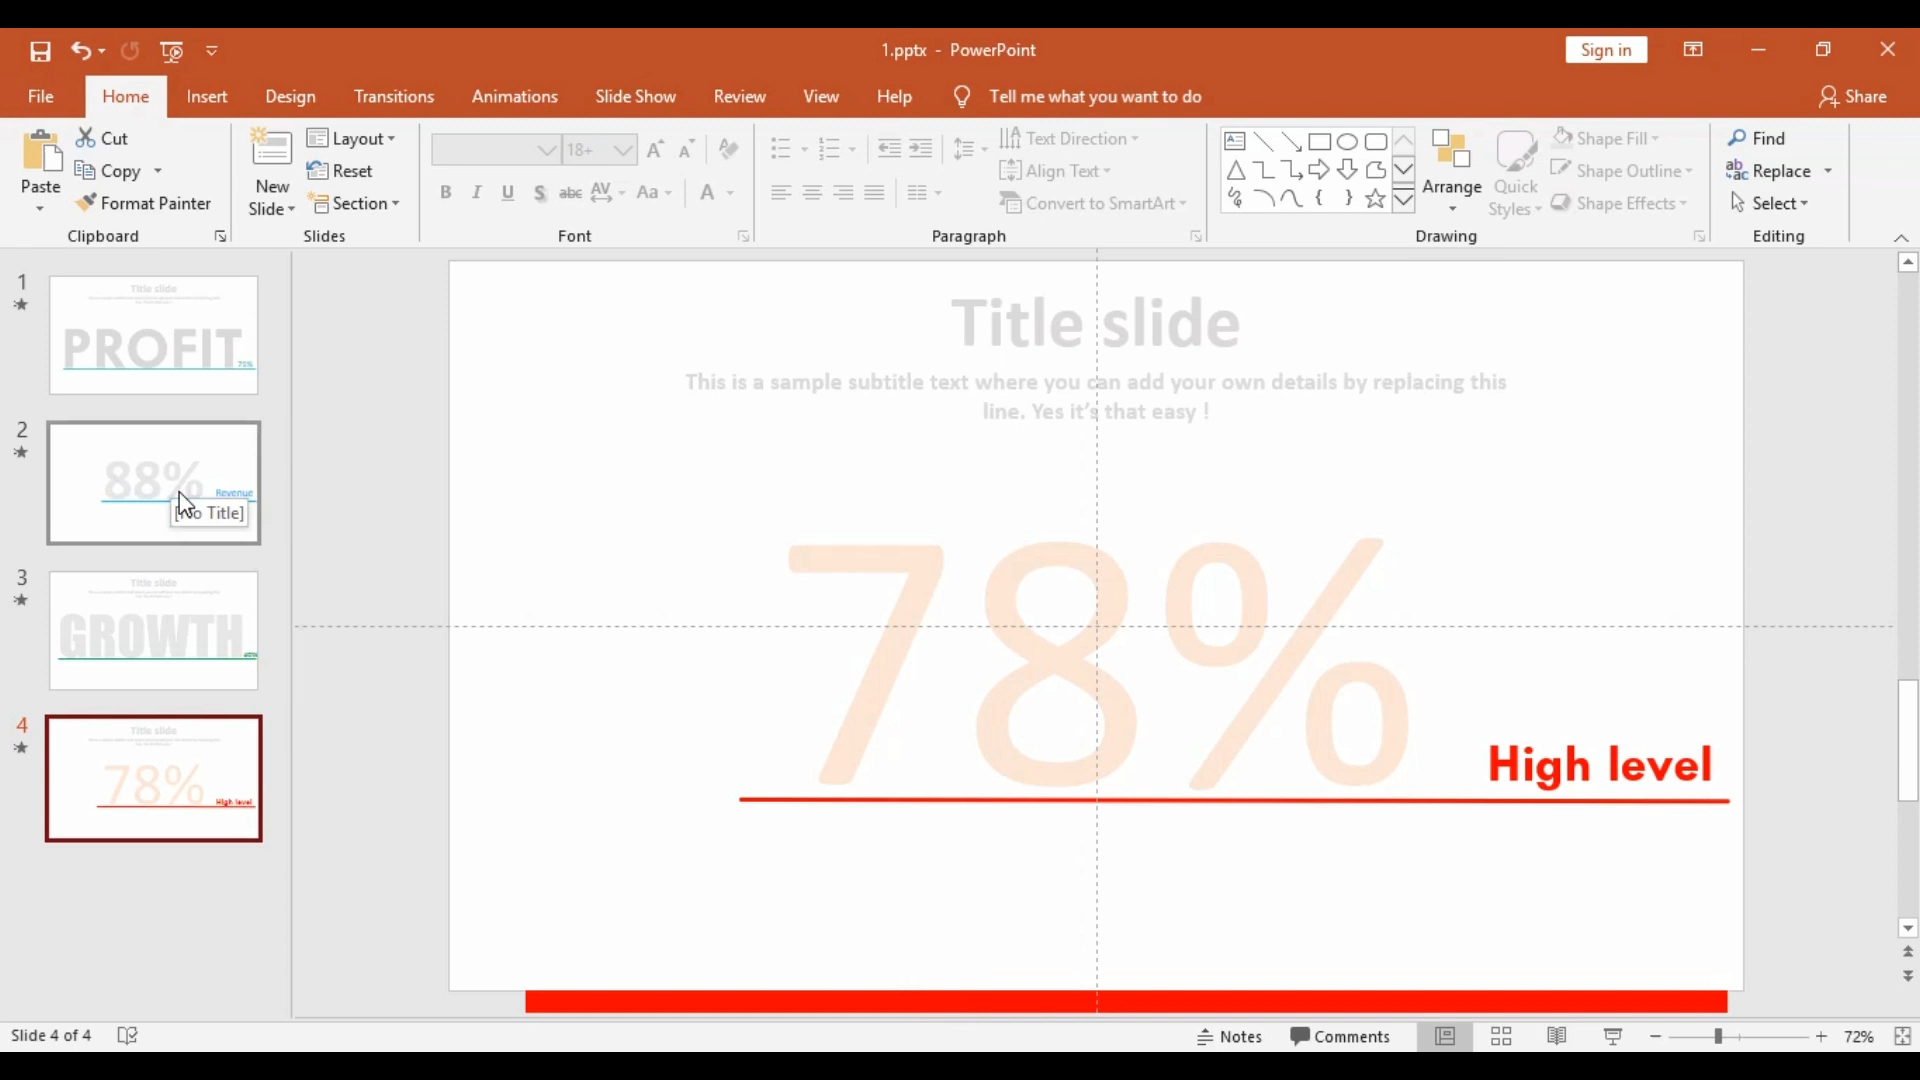 1.pptx - PowerPoint
Sign in
File Home Insert Design Transitions Animations Slide Show Review View Help Tell me what you want to do Share
Paste
Cut
Copy
Format Painter
Clipboard
New
Slide
Layout
Reset
Section
Slides
18+
B I U S abc AV Aa A
Font
Text Direction
Align Text
Convert to SmartArt
Paragraph
Arrange
Quick
Styles
Shape Fill
Shape Outline
Shape Effects
Drawing
Find
Replace
Select
Editing
1
Title slide
PROFIT
2
88%
Revenue
[No Title]
3
Title slide
GROWTH
4
Title slide
78%
High level
Title slide
This is a sample subtitle text where you can add your own details by replacing this
line. Yes it's that easy !
78%
High level
Slide 4 of 4
Notes
Comments
72%